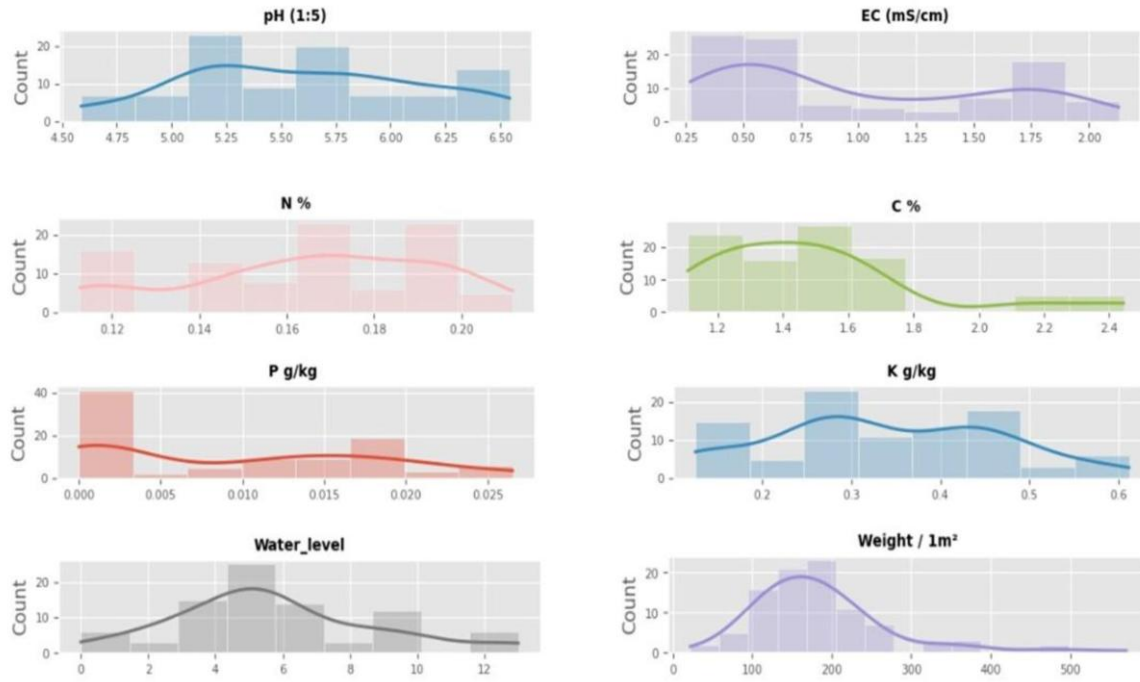 pH (1:5)
Count
20
10
0
4.50 4.75 5.00 5.25 5.50 5.75 6.00 6.25 6.50
EC (mS/cm)
Count
20
10
0
0.25 0.50 0.75 1.00 1.25 1.50 1.75 2.00
N %
Count
20
10
0
0.12 0.14 0.16 0.18 0.20
C %
Count
20
10
0
1.2 1.4 1.6 1.8 2.0 2.2 2.4
P g/kg
Count
40
20
0
0.000 0.005 0.010 0.015 0.020 0.025
K g/kg
Count
20
10
0
0.2 0.3 0.4 0.5 0.6
Water_level
Count
20
10
0
0 2 4 6 8 10 12
Weight / 1m²
Count
20
10
0
0 100 200 300 400 500